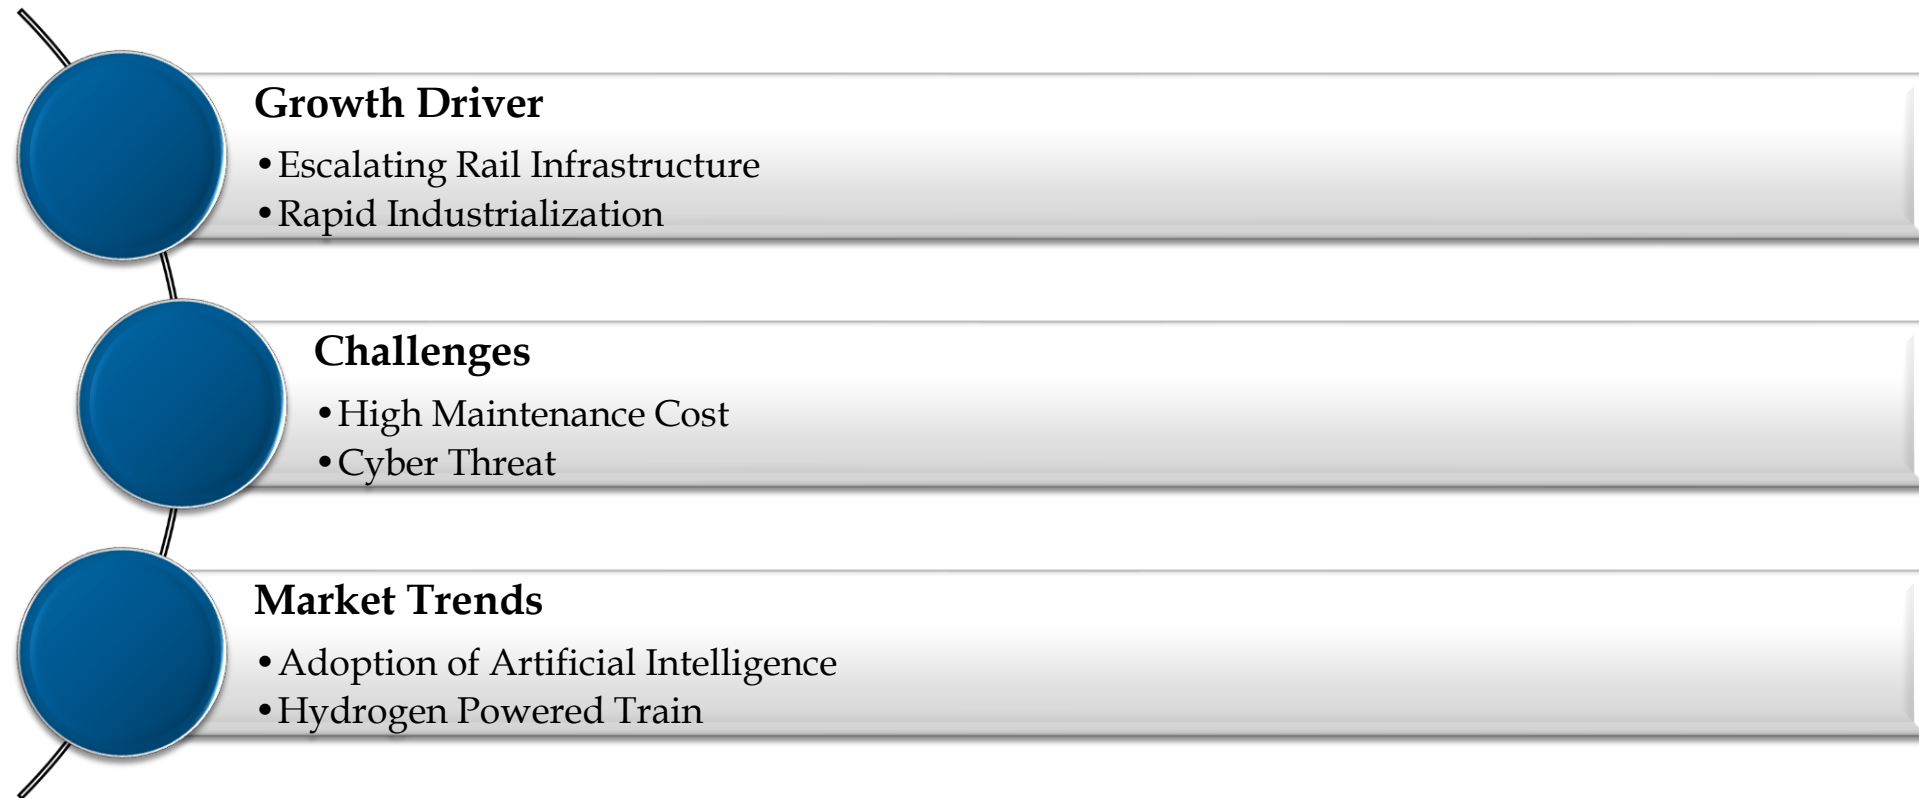 Growth Driver
•Escalating Rail Infrastructure
•Rapid Industrialization
Challenges
•High Maintenance Cost
•Cyber Threat
Market Trends
•Adoption of Artificial Intelligence
•Hydrogen Powered Train